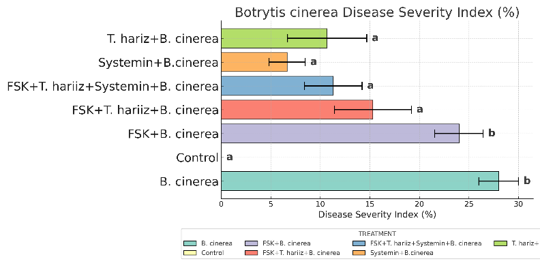 Botrytis cinerea Disease Severity Index (%)
T. hariz+B. cinerea
a
Systemin+B.cinerea
a
FSK+T. hariiz+Systemin+B. cinerea
a
FSK+T. hariiz+B. cinerea
a
FSK+B. cinerea
b
Control
a
B. cinerea
b
0 5 10 15 20 25 30
Disease Severity Index (%)
TREATMENT
B. cinerea FSK+B. cinerea FSK+T. hariz+Systemin+B. cinerea T. hariz+
Control FSK+T. hariiz+B. cinerea Systemin+B.cinerea